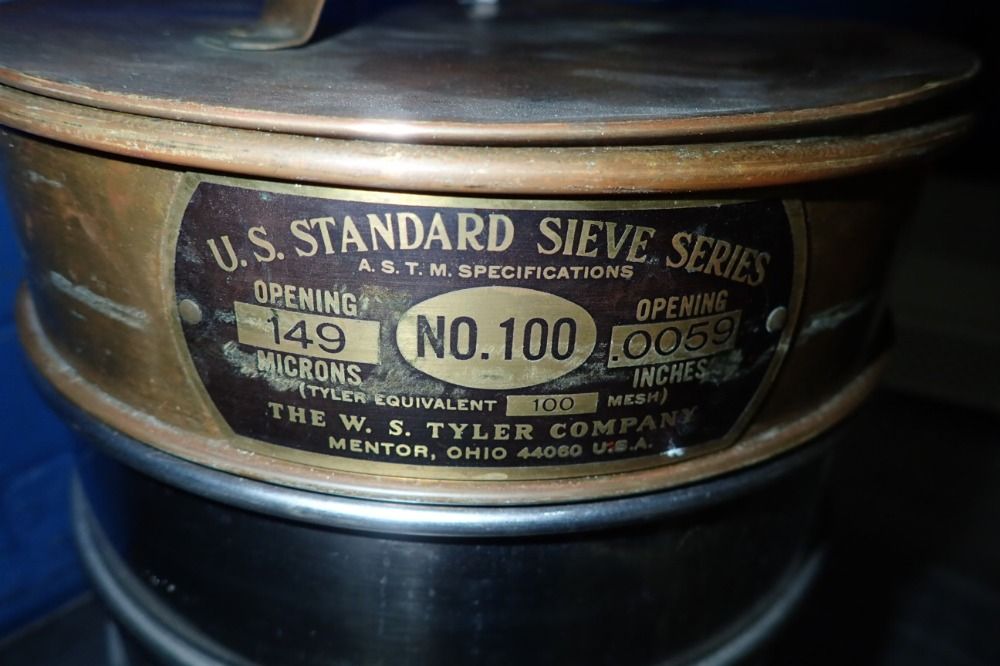 U.S. STANDARD SIEVE SERIES
A.S.T.M. SPECIFICATIONS
OPENING
149
MICRONS
NO.100
OPENING
.0059
INCHES
(TYLER EQUIVALENT 100 MESH)
THE W. S. TYLER COMPANY
MENTOR, OHIO 44060 U.S.A.